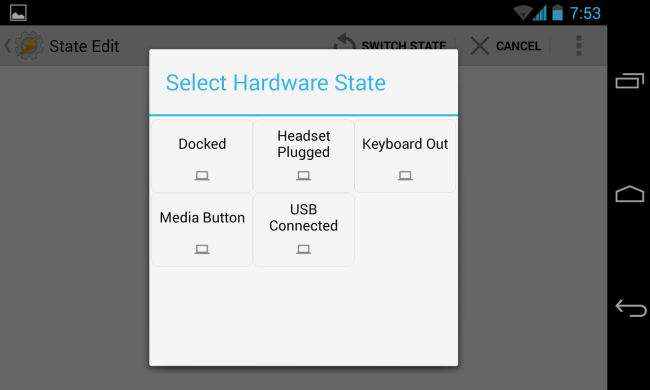 7:53
State Edit
SWITCH STATE
CANCEL
Select Hardware State
Docked
Headset
Plugged
Keyboard Out
Media Button
USB
Connected